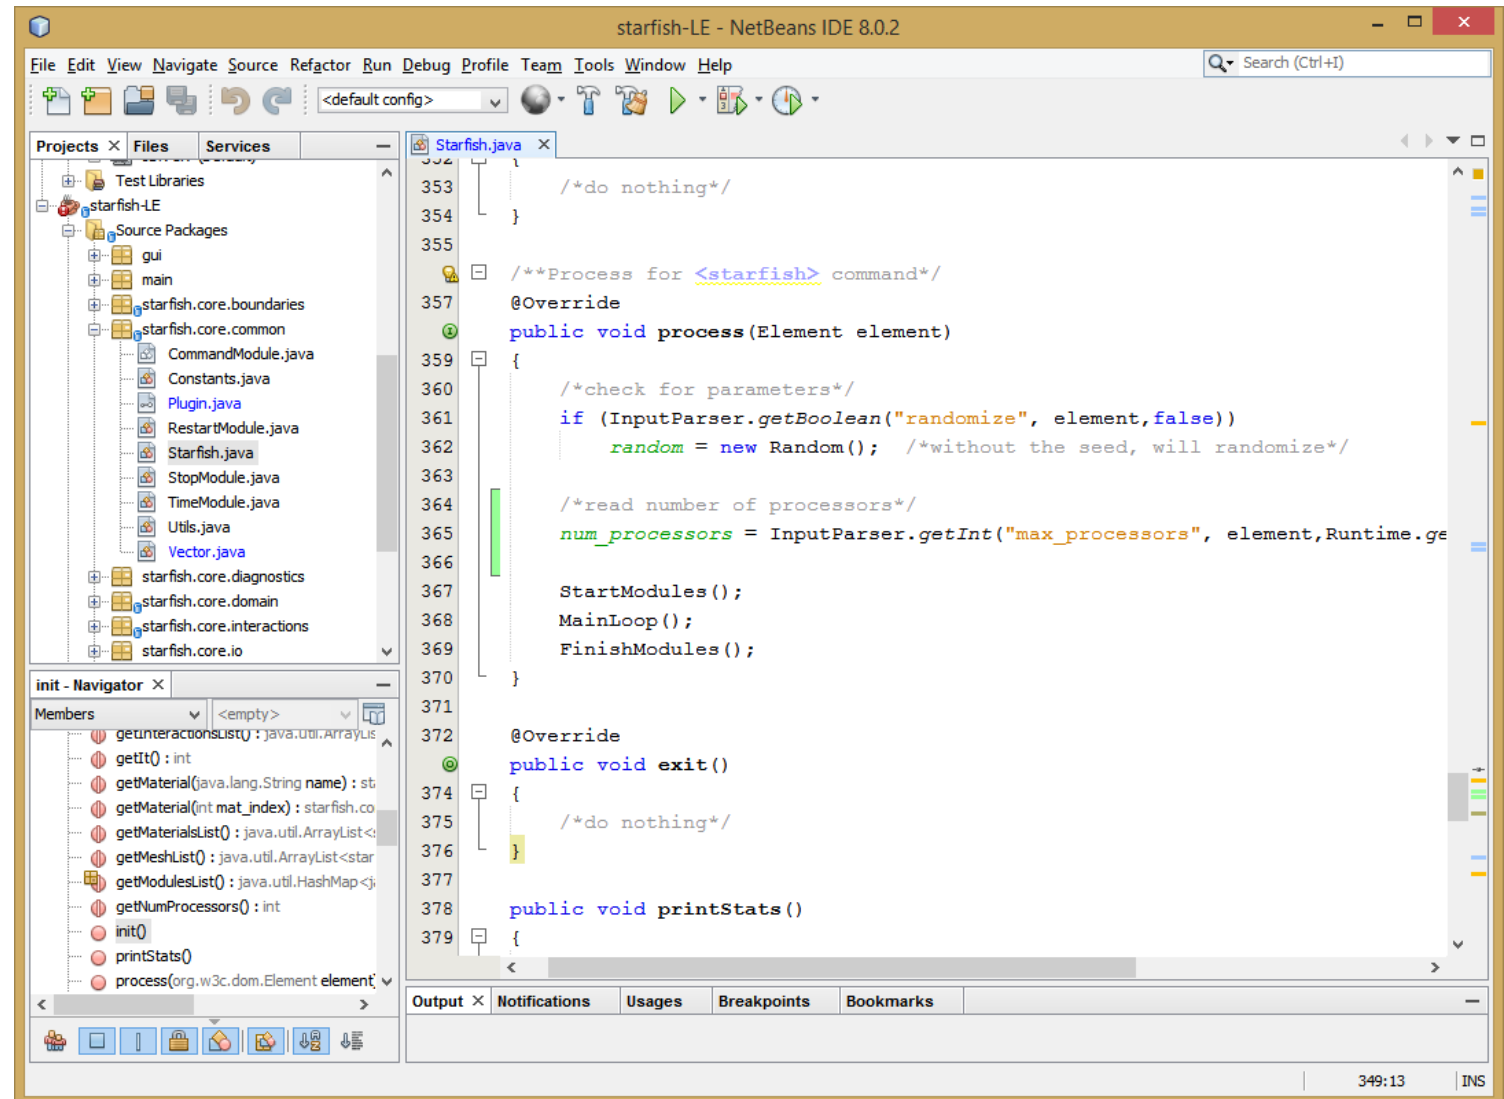 starfish-LE - NetBeans IDE 8.0.2
File Edit View Navigate Source Refactor Run Debug Profile Team Tools Window Help
Search (Ctrl+I)
<default config>
Projects Files Services
Test Libraries
starfish-LE
Source Packages
gui
main
starfish.core.boundaries
starfish.core.common
CommandModule.java
Constants.java
Plugin.java
RestartModule.java
Starfish.java
StopModule.java
TimeModule.java
Utils.java
Vector.java
starfish.core.diagnostics
starfish.core.domain
starfish.core.interactions
starfish.core.io
init - Navigator
Members <empty>
getInteractionsList() : java.util.ArrayLis
getIt() : int
getMaterial(java.lang.String name) : sta
getMaterial(int mat_index) : starfish.co
getMaterialsList() : java.util.ArrayList<s
getMeshList() : java.util.ArrayList<star
getModulesList() : java.util.HashMap<ja
getNumProcessors() : int
init()
printStats()
process(org.w3c.dom.Element element)
Starfish.java
352 {
353 /*do nothing*/
354 }
355
/**Process for <starfish> command*/
357 @Override
public void process(Element element)
359 {
360 /*check for parameters*/
361 if (InputParser.getBoolean("randomize", element,false))
362 random = new Random(); /*without the seed, will randomize*/
363
364 /*read number of processors*/
365 num_processors = InputParser.getInt("max_processors", element,Runtime.ge
366
367 StartModules();
368 MainLoop();
369 FinishModules();
370 }
371
372 @Override
public void exit()
374 {
375 /*do nothing*/
376 }
377
378 public void printStats()
379 {
Output Notifications Usages Breakpoints Bookmarks
349:13 INS